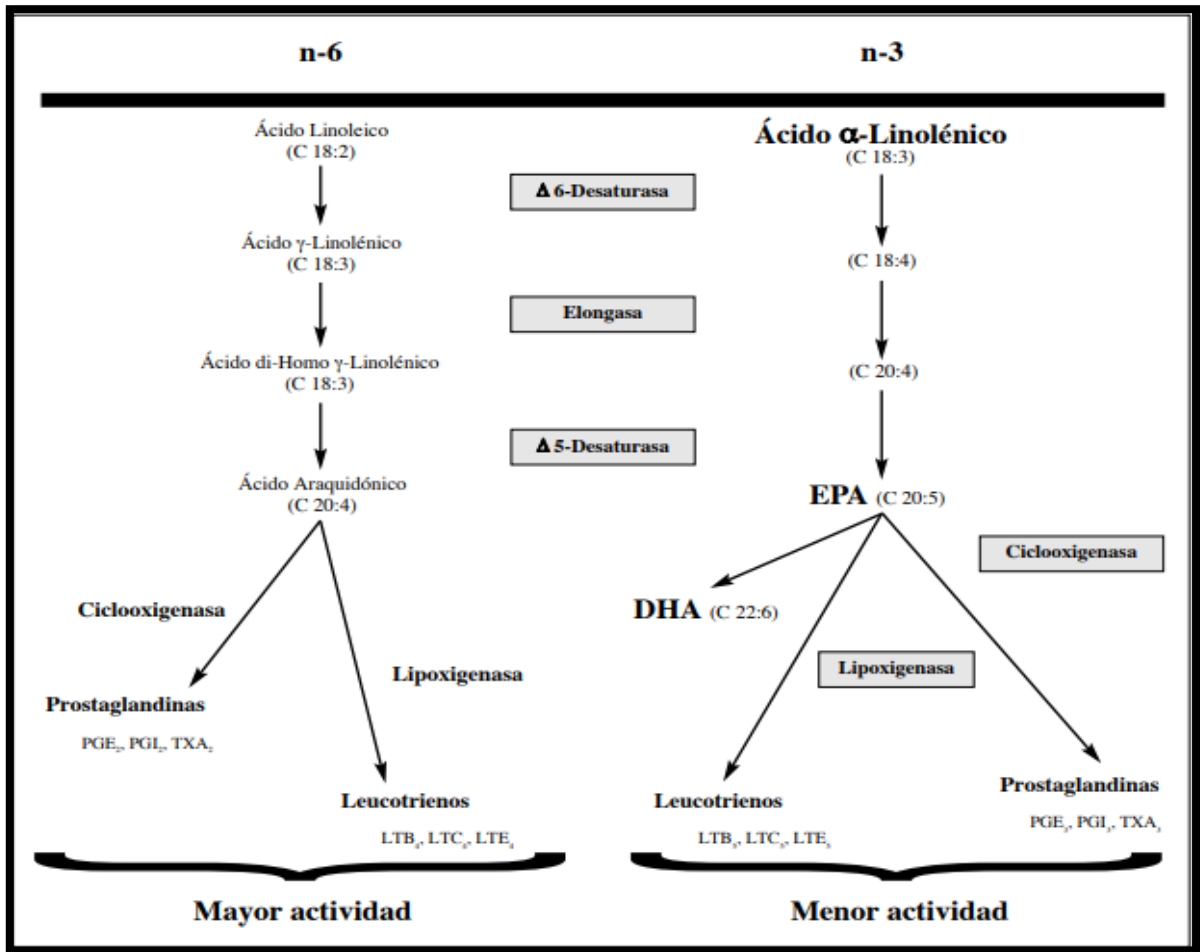 n-6
n-3
Ácido Linoleico
(C 18:2)
Ácido α-Linolénico
(C 18:3)
Δ 6-Desaturasa
Ácido γ-Linolénico
(C 18:3)
(C 18:4)
Elongasa
Ácido di-Homo γ-Linolénico
(C 18:3)
(C 20:4)
Δ 5-Desaturasa
Ácido Araquidónico
(C 20:4)
EPA (C 20:5)
Ciclooxigenasa
Ciclooxigenasa
DHA (C 22:6)
Lipoxigenasa
Lipoxigenasa
Prostaglandinas
PGE₂, PGI₂, TXA₂
Leucotrienos
LTB₄, LTC₄, LTE₄
Leucotrienos
LTB₅, LTC₅, LTE₅
Prostaglandinas
PGE₃, PGI₃, TXA₃
Mayor actividad
Menor actividad